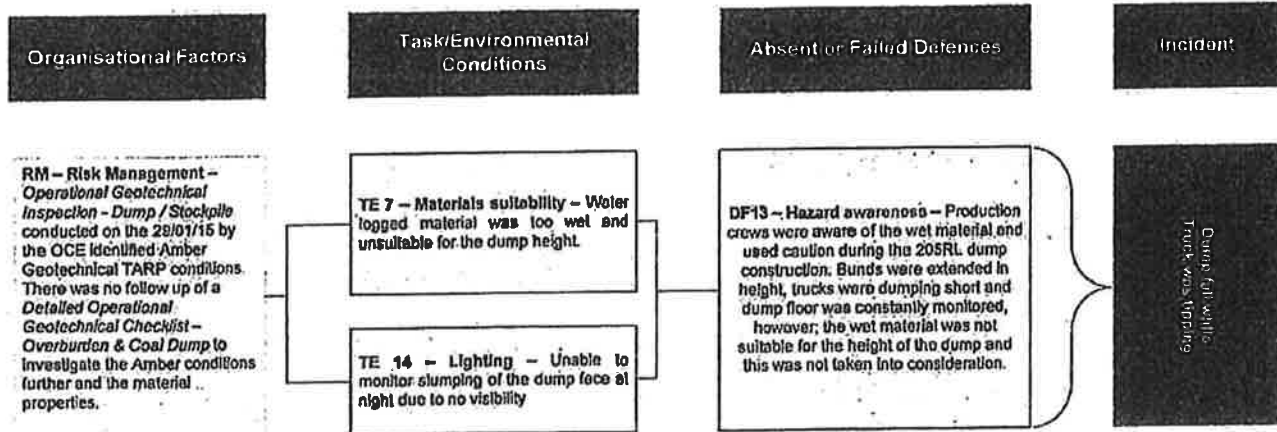 Organisational Factors
Task/Environmental
Conditions
Absent or Failed Defences
Incident
RM – Risk Management –
Operational Geotechnical
Inspection - Dump / Stockpile
conducted on the 29/01/15 by
the OCE identified Amber
Geotechnical TARP conditions.
There was no follow up of a
Detailed Operational
Geotechnical Checklist –
Overburden & Coal Dump to
investigate the Amber conditions
further and the material
properties.
TE 7 – Materials suitability – Water
logged material was too wet and
unsuitable for the dump height.
TE 14 – Lighting – Unable to
monitor slumping of the dump face at
night due to no visibility
DF13 – Hazard awareness – Production
crews were aware of the wet material and
used caution during the 205RL dump
construction. Bunds were extended in
height, trucks were dumping short and
dump floor was constantly monitored,
however; the wet material was not
suitable for the height of the dump and
this was not taken into consideration.
Dump fail while
Truck was tipping